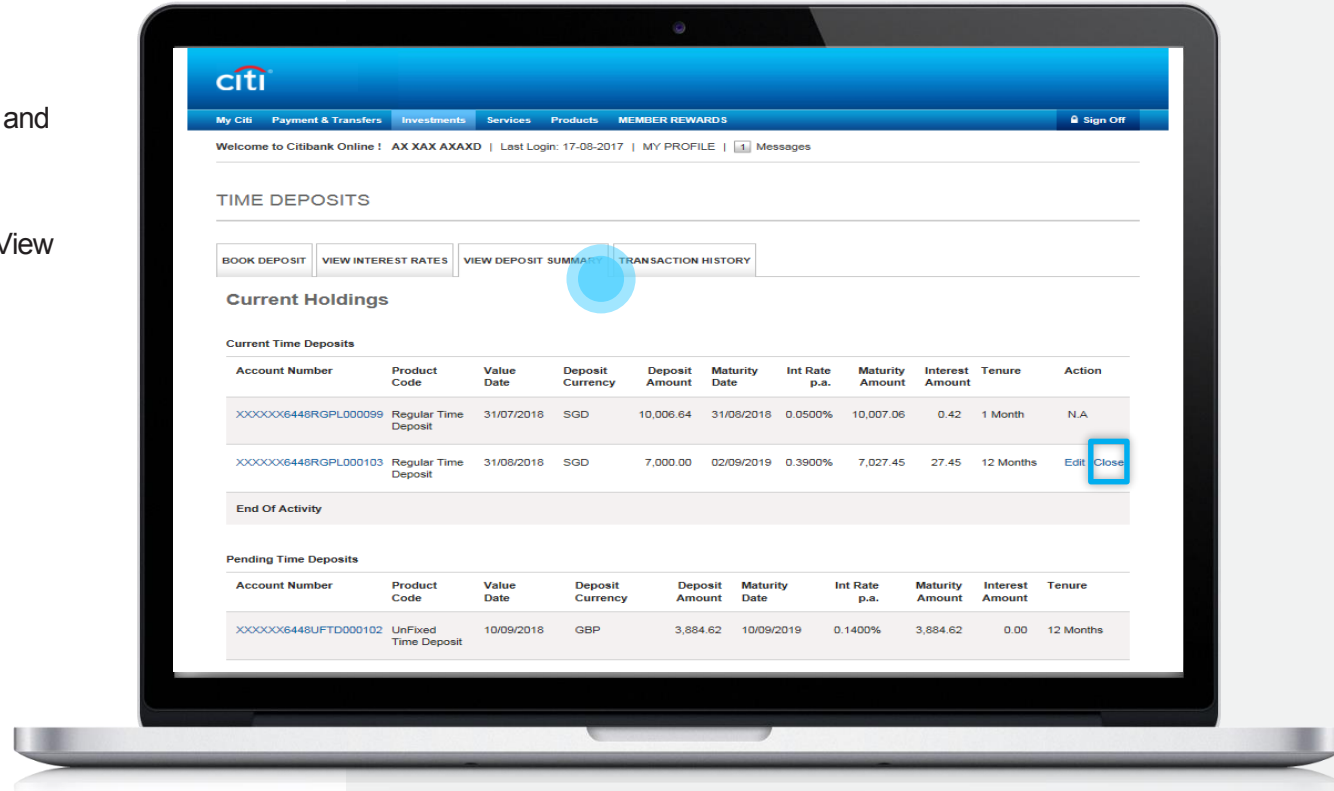 and
View
citi
My Citi Payment & Transfers Investments Services Products MEMBER REWARDS Sign Off
Welcome to Citibank Online ! AX XAX AXAXD | Last Login: 17-08-2017 | MY PROFILE | 1 Messages
TIME DEPOSITS
BOOK DEPOSIT VIEW INTEREST RATES VIEW DEPOSIT SUMMARY TRANSACTION HISTORY
Current Holdings
Current Time Deposits
Account Number Product Value Deposit Deposit Maturity Int Rate Maturity Interest Tenure Action
Code Date Currency Amount Date p.a. Amount Amount
XXXXXX6448RGPL000099 Regular Time 31/07/2018 SGD 10,006.64 31/08/2018 0.0500% 10,007.06 0.42 1 Month N.A
Deposit
XXXXXX6448RGPL000103 Regular Time 31/08/2018 SGD 7,000.00 02/09/2019 0.3900% 7,027.45 27.45 12 Months Edit Close
Deposit
End Of Activity
Pending Time Deposits
Account Number Product Value Deposit Deposit Maturity Int Rate Maturity Interest Tenure
Code Date Currency Amount Date p.a. Amount Amount
XXXXXX6448UFTD000102 UnFixed 10/09/2018 GBP 3,884.62 10/09/2019 0.1400% 3,884.62 0.00 12 Months
Time Deposit